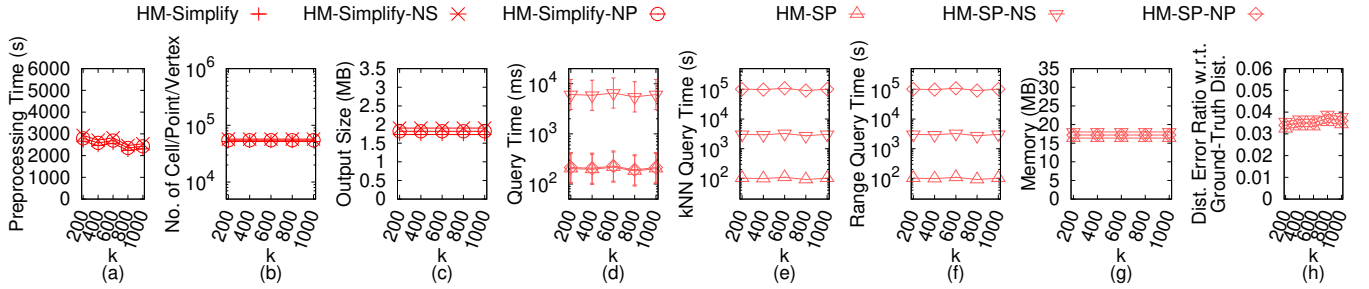 HM-Simplify HM-Simplify-NS HM-Simplify-NP HM-SP HM-SP-NS HM-SP-NP
Preprocessing Time (s)
6000
5000
4000
3000
2000
1000
0
200 400 600 800 1000
k
(a)
No. of Cell/Point/Vertex
10^6
10^5
10^4
200 400 600 800 1000
k
(b)
Output Size (MB)
3.5
3
2.5
2
1.5
1
0.5
0
200 400 600 800 1000
k
(c)
Query Time (ms)
10^4
10^3
10^2
200 400 600 800 1000
k
(d)
kNN Query Time (s)
10^5
10^4
10^3
10^2
200 400 600 800 1000
k
(e)
Range Query Time (s)
10^5
10^4
10^3
10^2
200 400 600 800 1000
k
(f)
Memory (MB)
35
30
25
20
15
10
5
0
200 400 600 800 1000
k
(g)
Dist. Error Ratio w.r.t.
Ground-Truth Dist.
0.06
0.05
0.04
0.03
0.02
0.01
0
200 400 600 800 1000
k
(h)